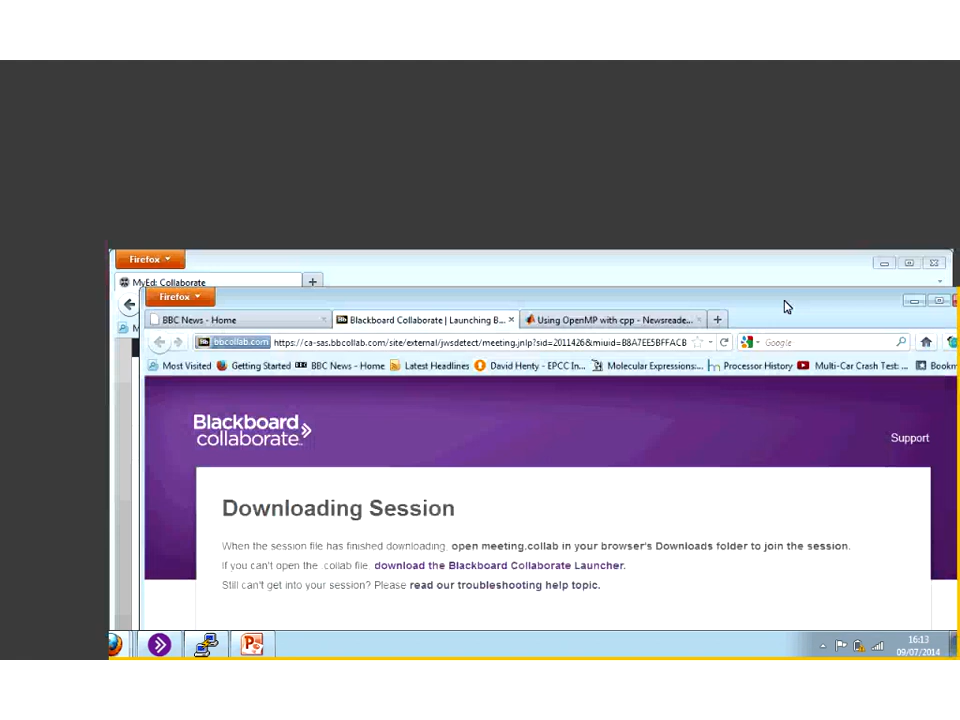 Firefox
MyEd: Collaborate
Firefox
BBC News - Home
Blackboard Collaborate | Launching B...
Using OpenMP with cpp - Newsreade...
bbcollab.com
https://ca-sas.bbcollab.com/site/external/jwsdetect/meeting.jnlp?sid=2011426&miuid=B8A7EE5BFFACB
Google
Most Visited
Getting Started
BBC News - Home
Latest Headlines
David Henty - EPCC In...
Molecular Expressions:...
Processor History
Multi-Car Crash Test: ...
Bookm
Blackboard
collaborate
Support
Downloading Session
When the session file has finished downloading, open meeting.collab in your browser's Downloads folder to join the session.
If you can't open the .collab file, download the Blackboard Collaborate Launcher.
Still can't get into your session? Please read our troubleshooting help topic.
16:13
09/07/2014